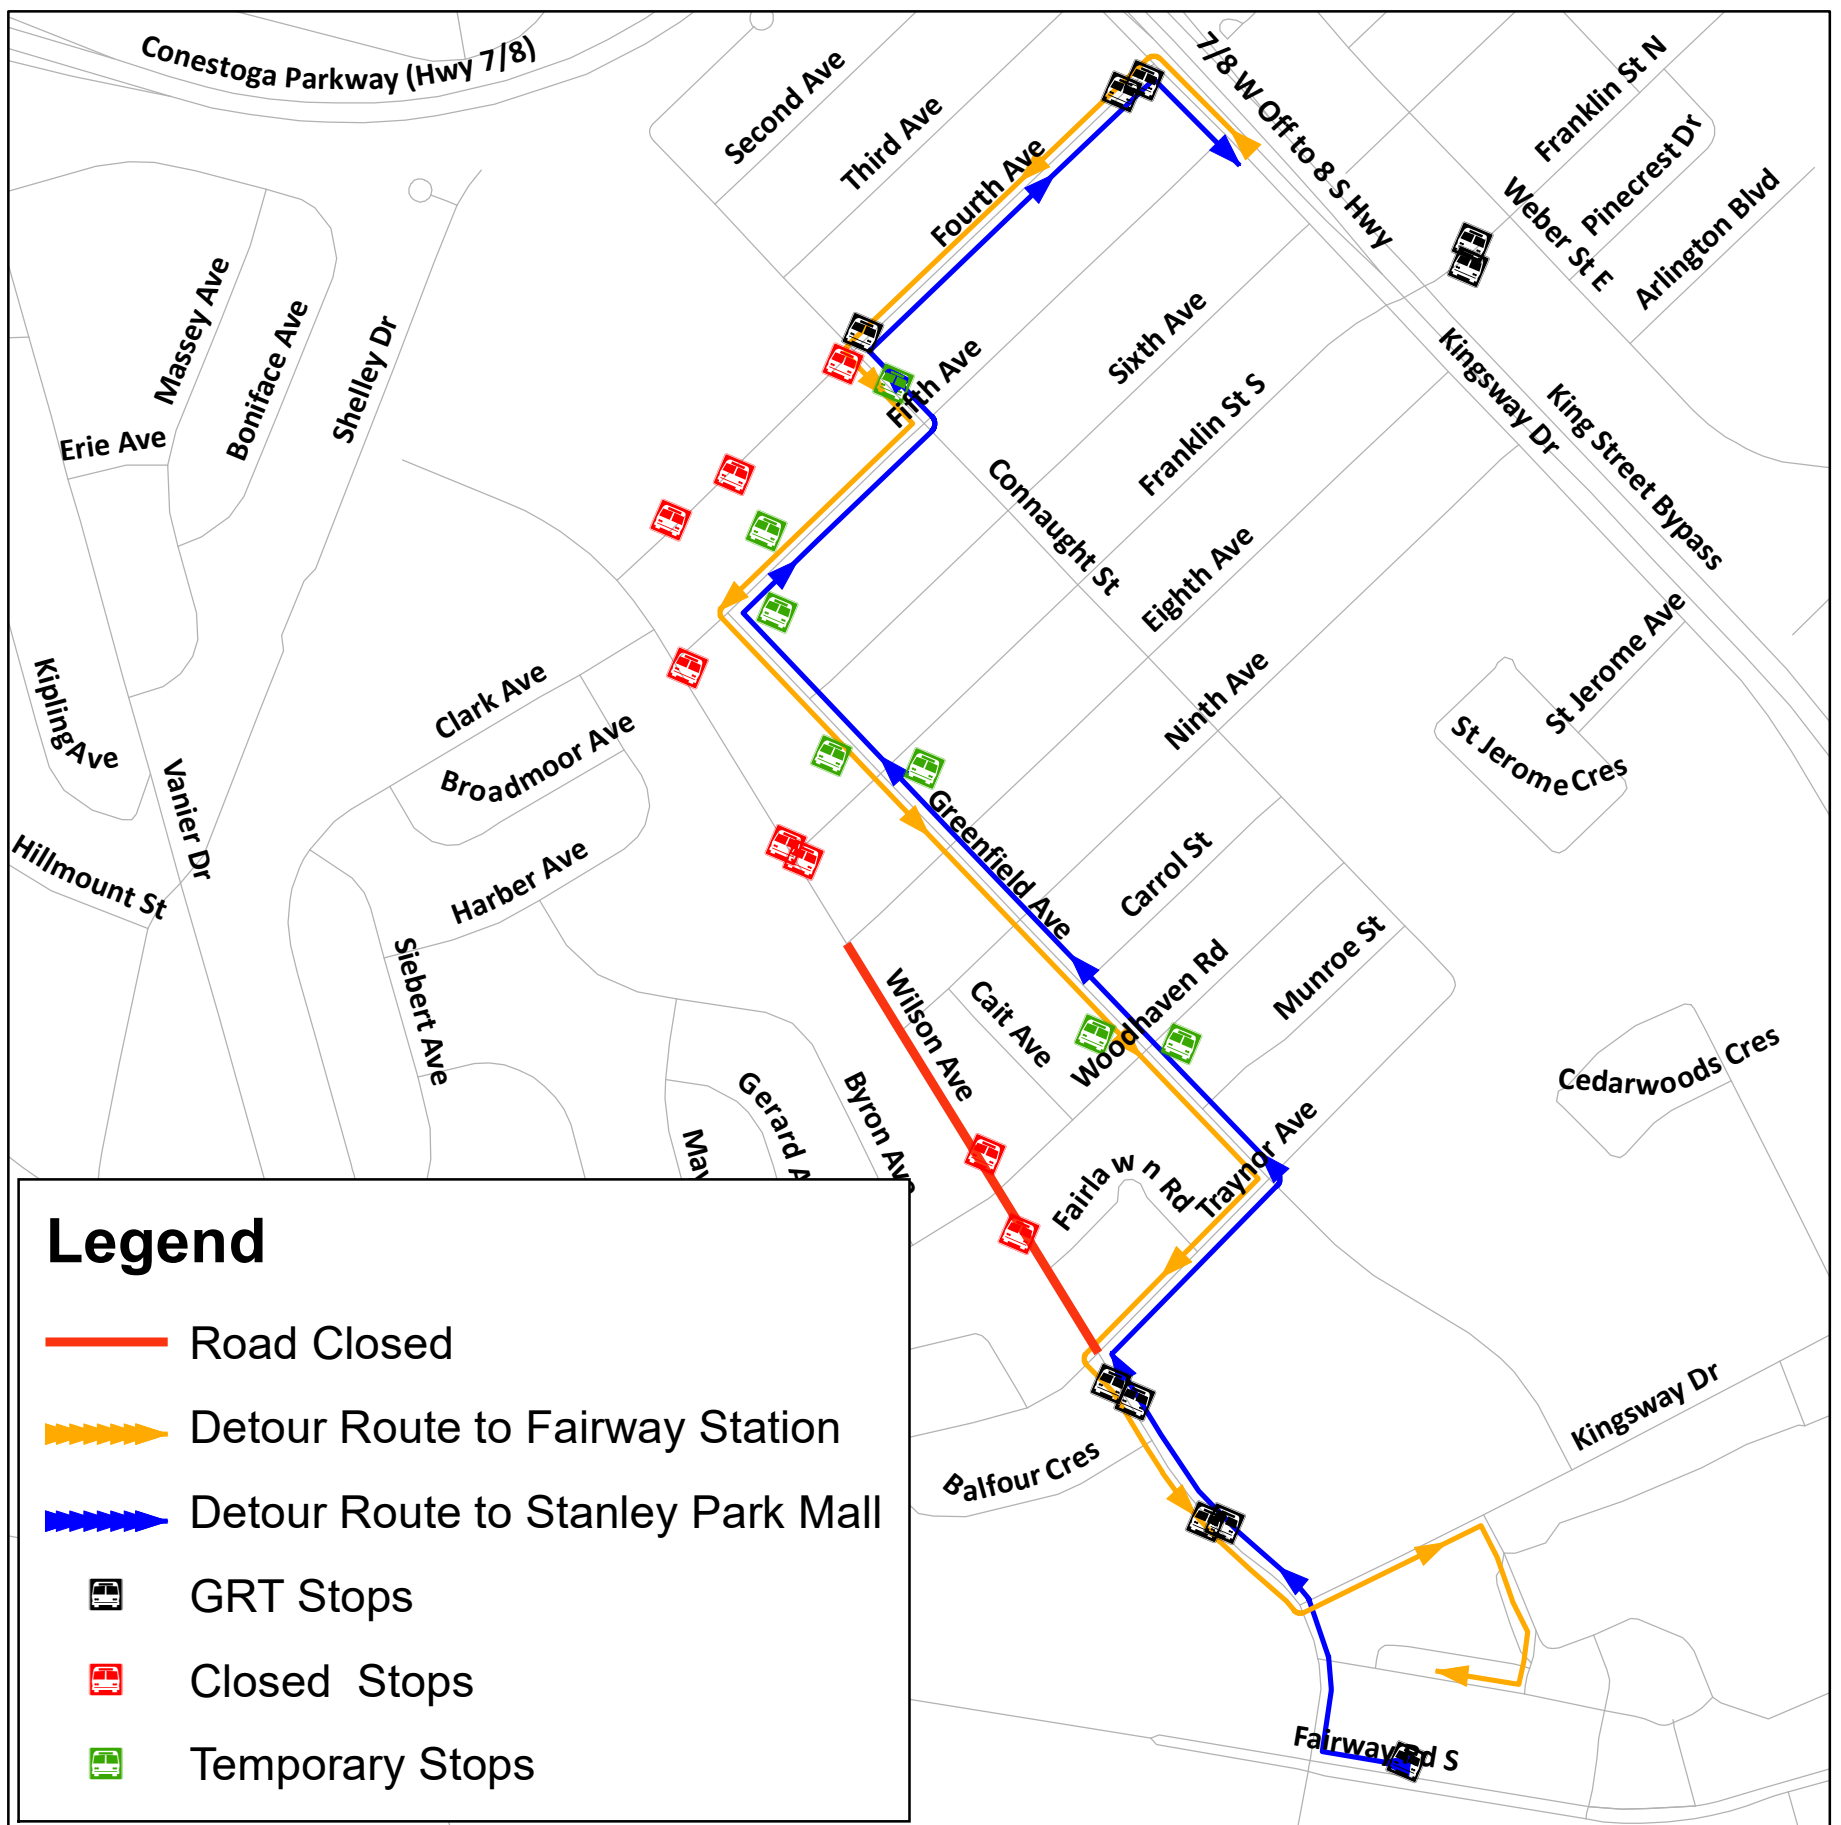 Conestoga Parkway (Hwy 7/8)
Second Ave
Third Ave
Fourth Ave
7/8 W Off to 8 S Hwy
Franklin St N
Pinecrest Dr
Weber St E
Arlington Blvd
Massey Ave
Boniface Ave
Shelley Dr
Erie Ave
Fifth Ave
Sixth Ave
Franklin St S
Kingsway Dr
King Street Bypass
Connaught St
Eighth Ave
Ninth Ave
St Jerome Ave
St Jerome Cres
Kipling Ave
Clark Ave
Broadmoor Ave
Vanier Dr
Hillmount St
Harber Ave
Greenfield Ave
Carrol St
Siebert Ave
Wilson Ave
Cait Ave
Woodhaven Rd
Munroe St
Cedarwoods Cres
Gerard A
Byron Ave
Fairlawn Rd
Traynor Ave
Kingsway Dr
Balfour Cres
Fairway Rd S
Legend
Road Closed
Detour Route to Fairway Station
Detour Route to Stanley Park Mall
GRT Stops
Closed  Stops
Temporary Stops